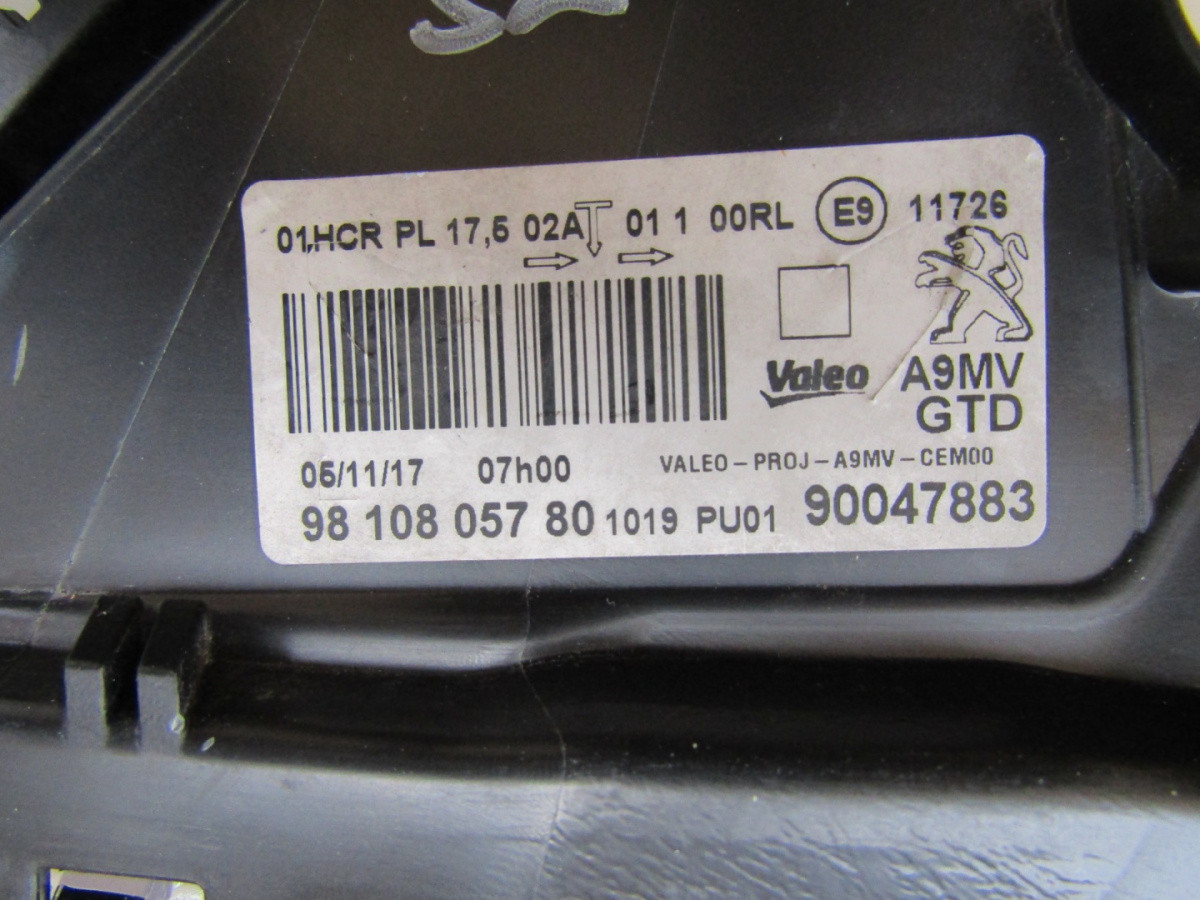 01,HCR PL 17,5 02A 01 1 00RL E9 11726
Valeo A9MV
GTD
05/11/17 07h00 VALEO-PROJ-A9MV-CEM00
98 108 057 80 1019 PU01 90047883